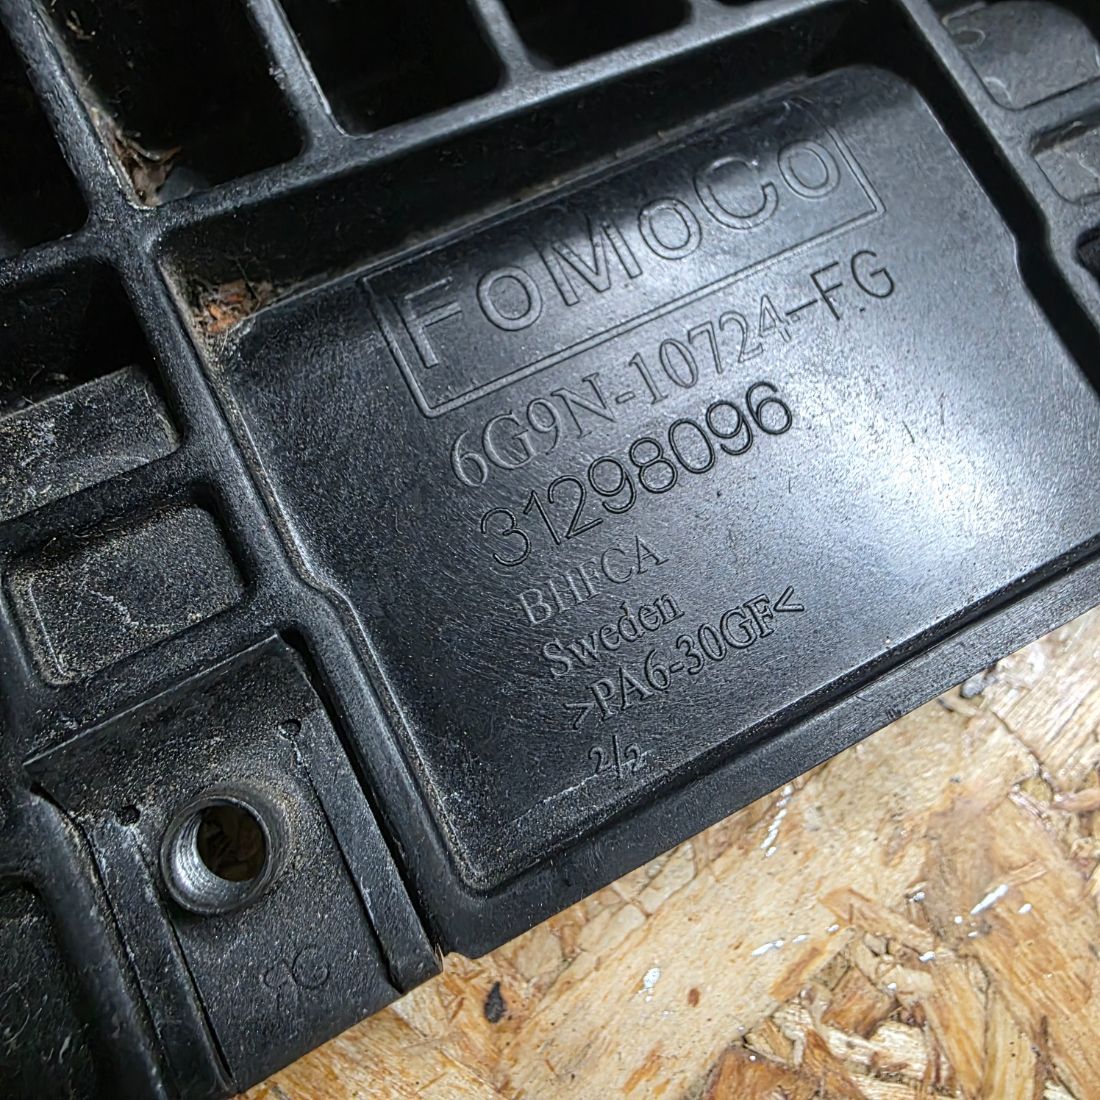 FoMoCo
6G9N-10724-FG
31298096
BHFCA
Sweden
>PA6-30GF<
2/2